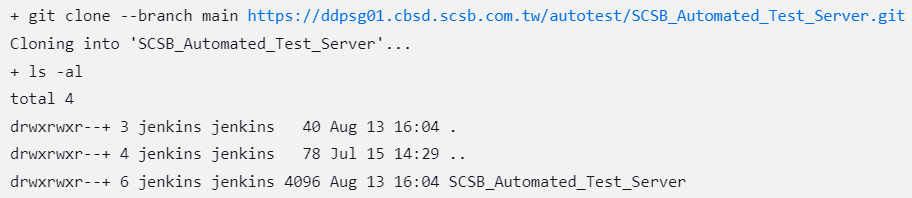 + git clone --branch main https://ddpsg01.cbsd.scsb.com.tw/autotest/SCSB_Automated_Test_Server.git
Cloning into 'SCSB_Automated_Test_Server'...
+ ls -al
total 4
drwxrwxr--+ 3 jenkins jenkins   40 Aug 13 16:04 .
drwxrwxr--+ 4 jenkins jenkins   78 Jul 15 14:29 ..
drwxrwxr--+ 6 jenkins jenkins 4096 Aug 13 16:04 SCSB_Automated_Test_Server